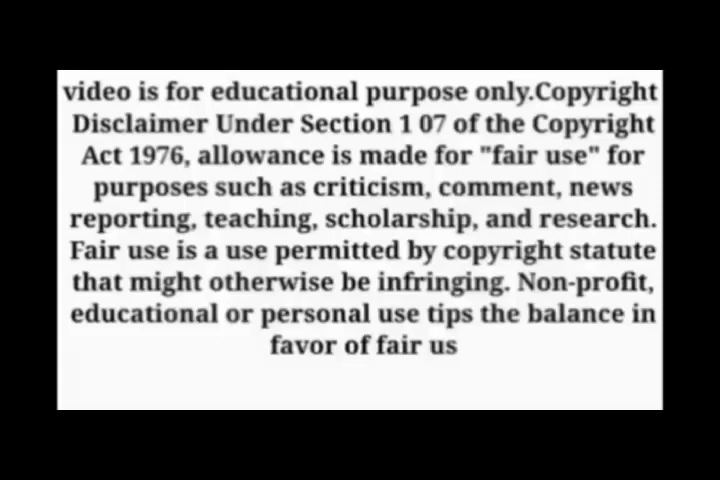 video is for educational purpose only.Copyright
Disclaimer Under Section 1 07 of the Copyright
Act 1976, allowance is made for "fair use" for
purposes such as criticism, comment, news
reporting, teaching, scholarship, and research.
Fair use is a use permitted by copyright statute
that might otherwise be infringing. Non-profit,
educational or personal use tips the balance in
favor of fair us